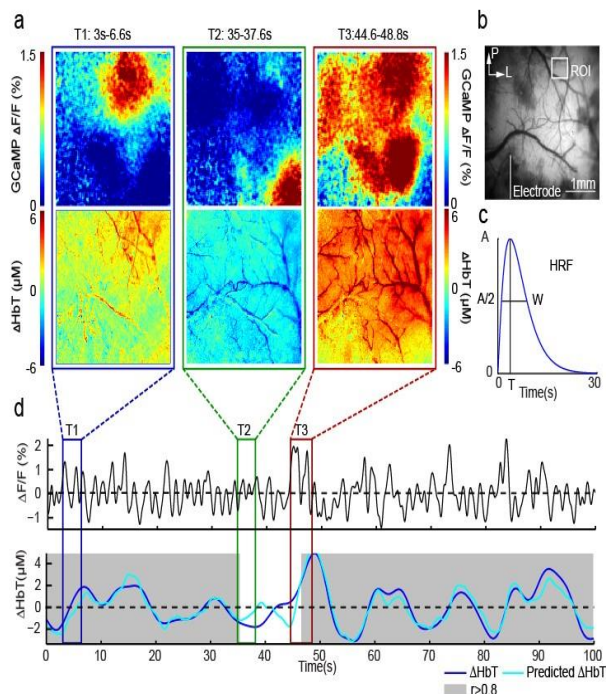 a
T1: 3s-6.6s
T2: 35-37.6s
T3:44.6-48.8s
b
1.5
GCaMP ΔF/F (%)
0
1.5
GCaMP ΔF/F (%)
0
P
L
ROI
Electrode
1mm
6
ΔHbT (μM)
-6
6
0
ΔHbT (μM)
-6
c
A
HRF
A/2
W
0
T
30
Time(s)
d
T1
T2
T3
2
1
0
−1
ΔF/F (%)
4
2
0
−2
ΔHbT(μM)
0 10 20 30 40 50 60 70 80 90 100
Time(s)
ΔHbT
Predicted ΔHbT
r>0.8